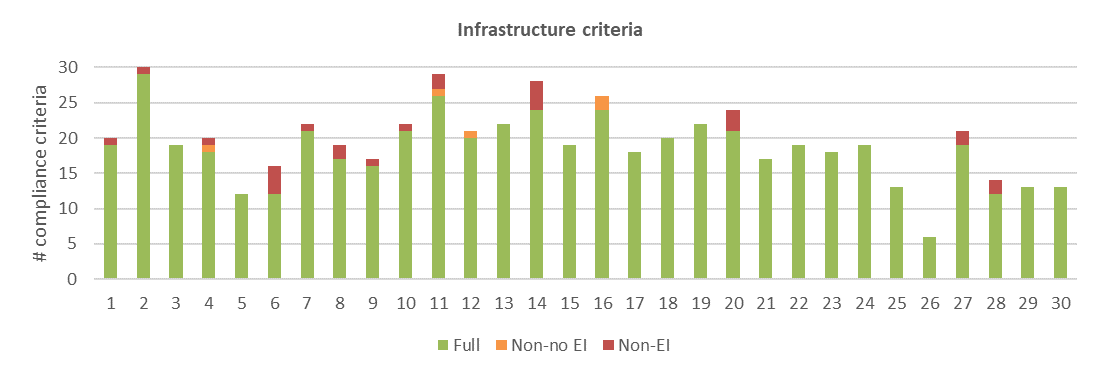 Infrastructure criteria
# compliance criteria
30
25
20
15
10
5
0
1 2 3 4 5 6 7 8 9 10 11 12 13 14 15 16 17 18 19 20 21 22 23 24 25 26 27 28 29 30
Full Non-no EI Non-EI